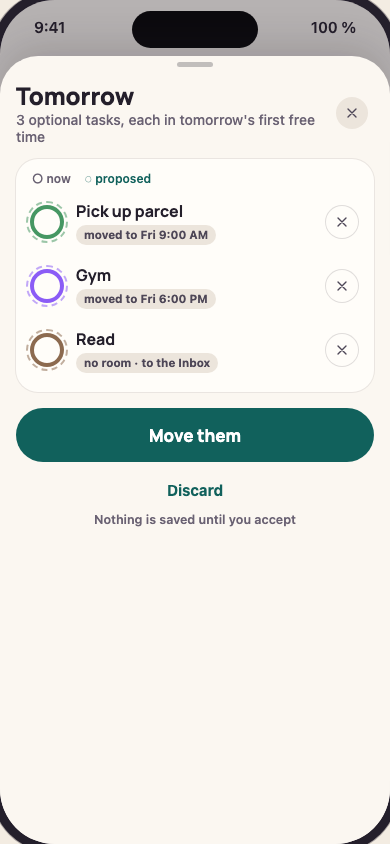 9:41
100 %
Tomorrow
3 optional tasks, each in tomorrow's first free
time
now
proposed
Pick up parcel
moved to Fri 9:00 AM
Gym
moved to Fri 6:00 PM
Read
no room · to the Inbox
Move them
Discard
Nothing is saved until you accept